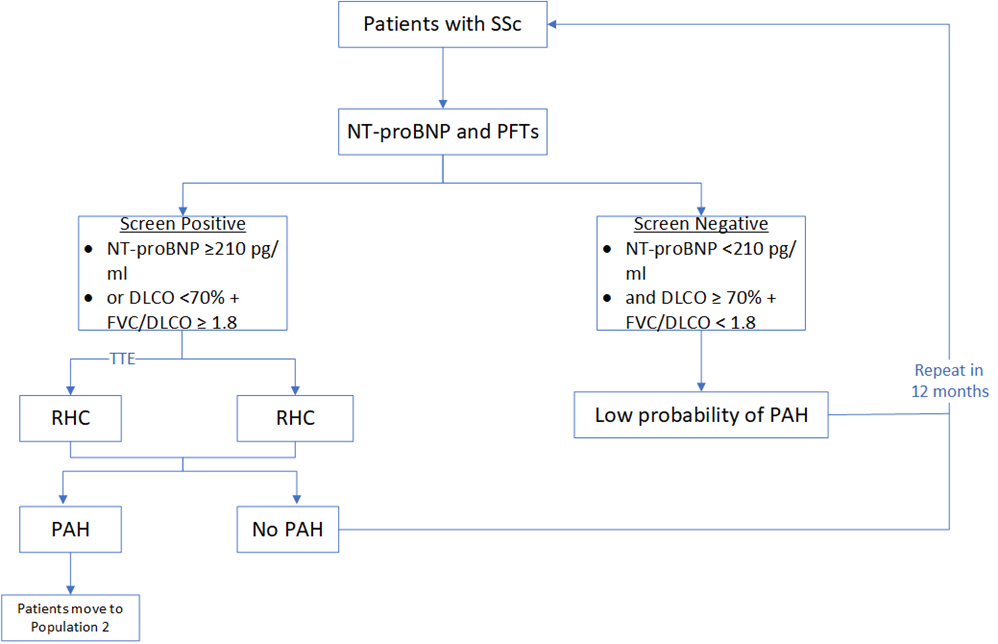 Patients with SSc
NT-proBNP and PFTs
Screen Positive
● NT-proBNP ≥210 pg/
ml
● or DLCO <70% +
FVC/DLCO ≥ 1.8
Screen Negative
● NT-proBNP <210 pg/
ml
● and DLCO ≥ 70% +
FVC/DLCO < 1.8
TTE
RHC
RHC
Low probability of PAH
Repeat in
12 months
PAH
No PAH
Patients move to
Population 2